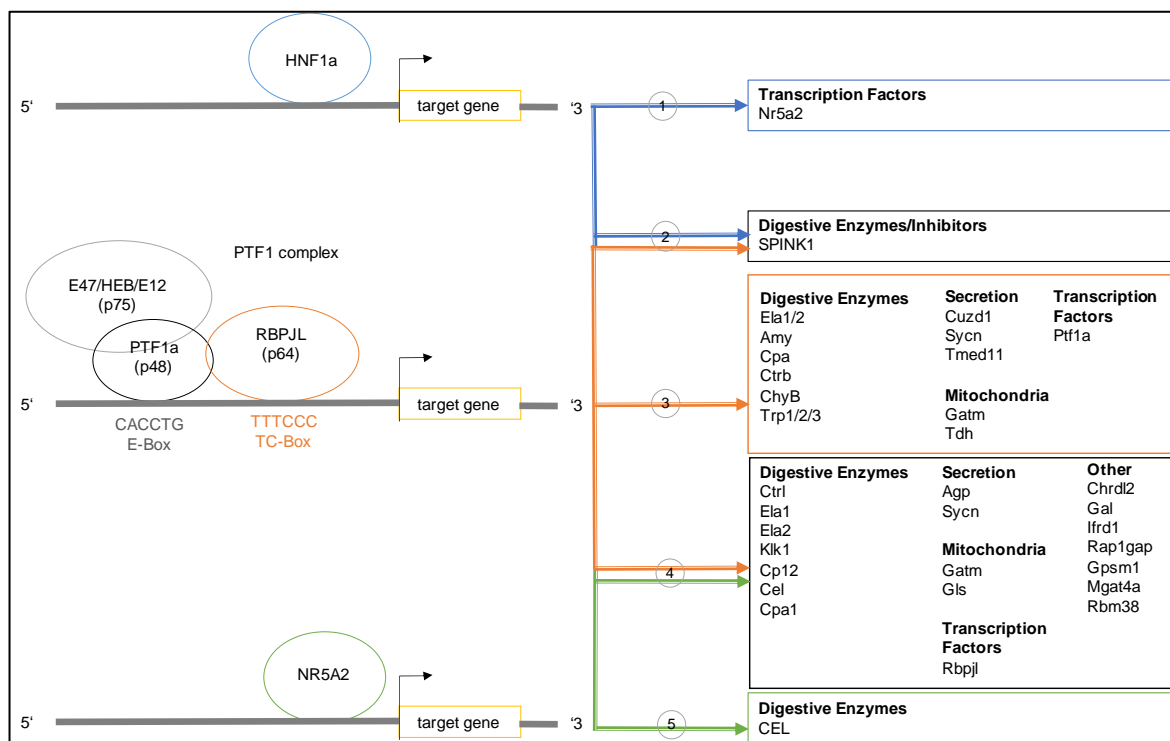 HNF1a
5‘
target gene
‘3
1
Transcription Factors
Nr5a2
2
Digestive Enzymes/Inhibitors
SPINK1
PTF1 complex
E47/HEB/E12
(p75)
PTF1a
(p48)
RBPJL
(p64)
5‘
target gene
‘3
CACCTG
E-Box
TTTCCC
TC-Box
3
Digestive Enzymes
Ela1/2
Amy
Cpa
Ctrb
ChyB
Trp1/2/3
Secretion
Cuzd1
Sycn
Tmed11
Mitochondria
Gatm
Tdh
Transcription
Factors
Ptf1a
4
Digestive Enzymes
Ctrl
Ela1
Ela2
Klk1
Cp12
Cel
Cpa1
Secretion
Agp
Sycn
Mitochondria
Gatm
Gls
Transcription
Factors
Rbpjl
Other
Chrdl2
Gal
Ifrd1
Rap1gap
Gpsm1
Mgat4a
Rbm38
NR5A2
5‘
target gene
‘3
5
Digestive Enzymes
CEL